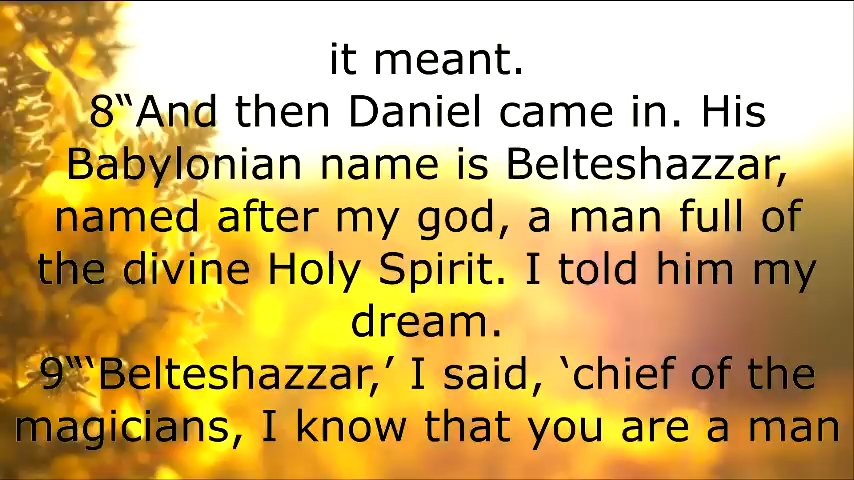 it meant.
8“And then Daniel came in. His
Babylonian name is Belteshazzar,
named after my god, a man full of
the divine Holy Spirit. I told him my
dream.
9“‘Belteshazzar,’ I said, ‘chief of the
magicians, I know that you are a man